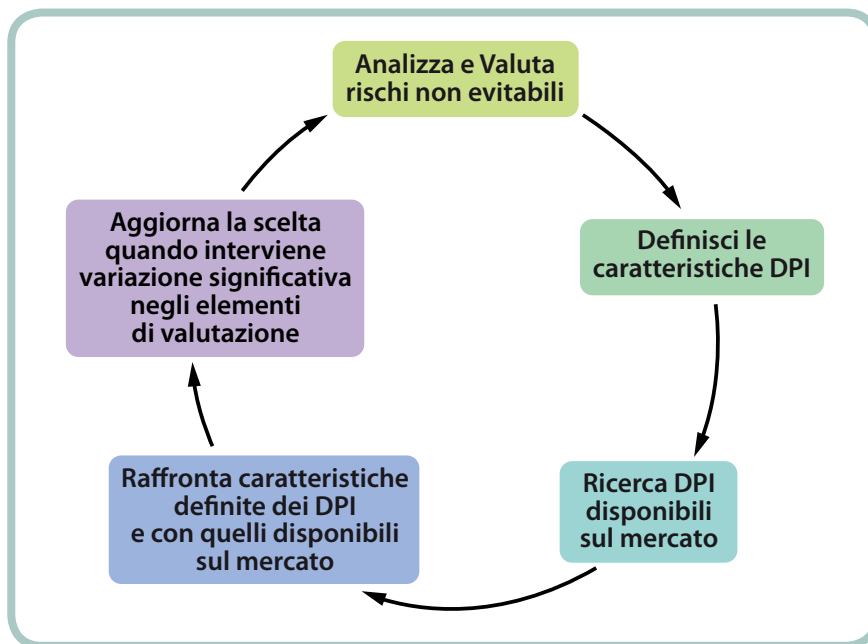 Analizza e Valuta
rischi non evitabili
Definisci le
caratteristiche DPI
Ricerca DPI
disponibili
sul mercato
Raffronta caratteristiche
definite dei DPI
e con quelli disponibili
sul mercato
Aggiorna la scelta
quando interviene
variazione significativa
negli elementi
di valutazione